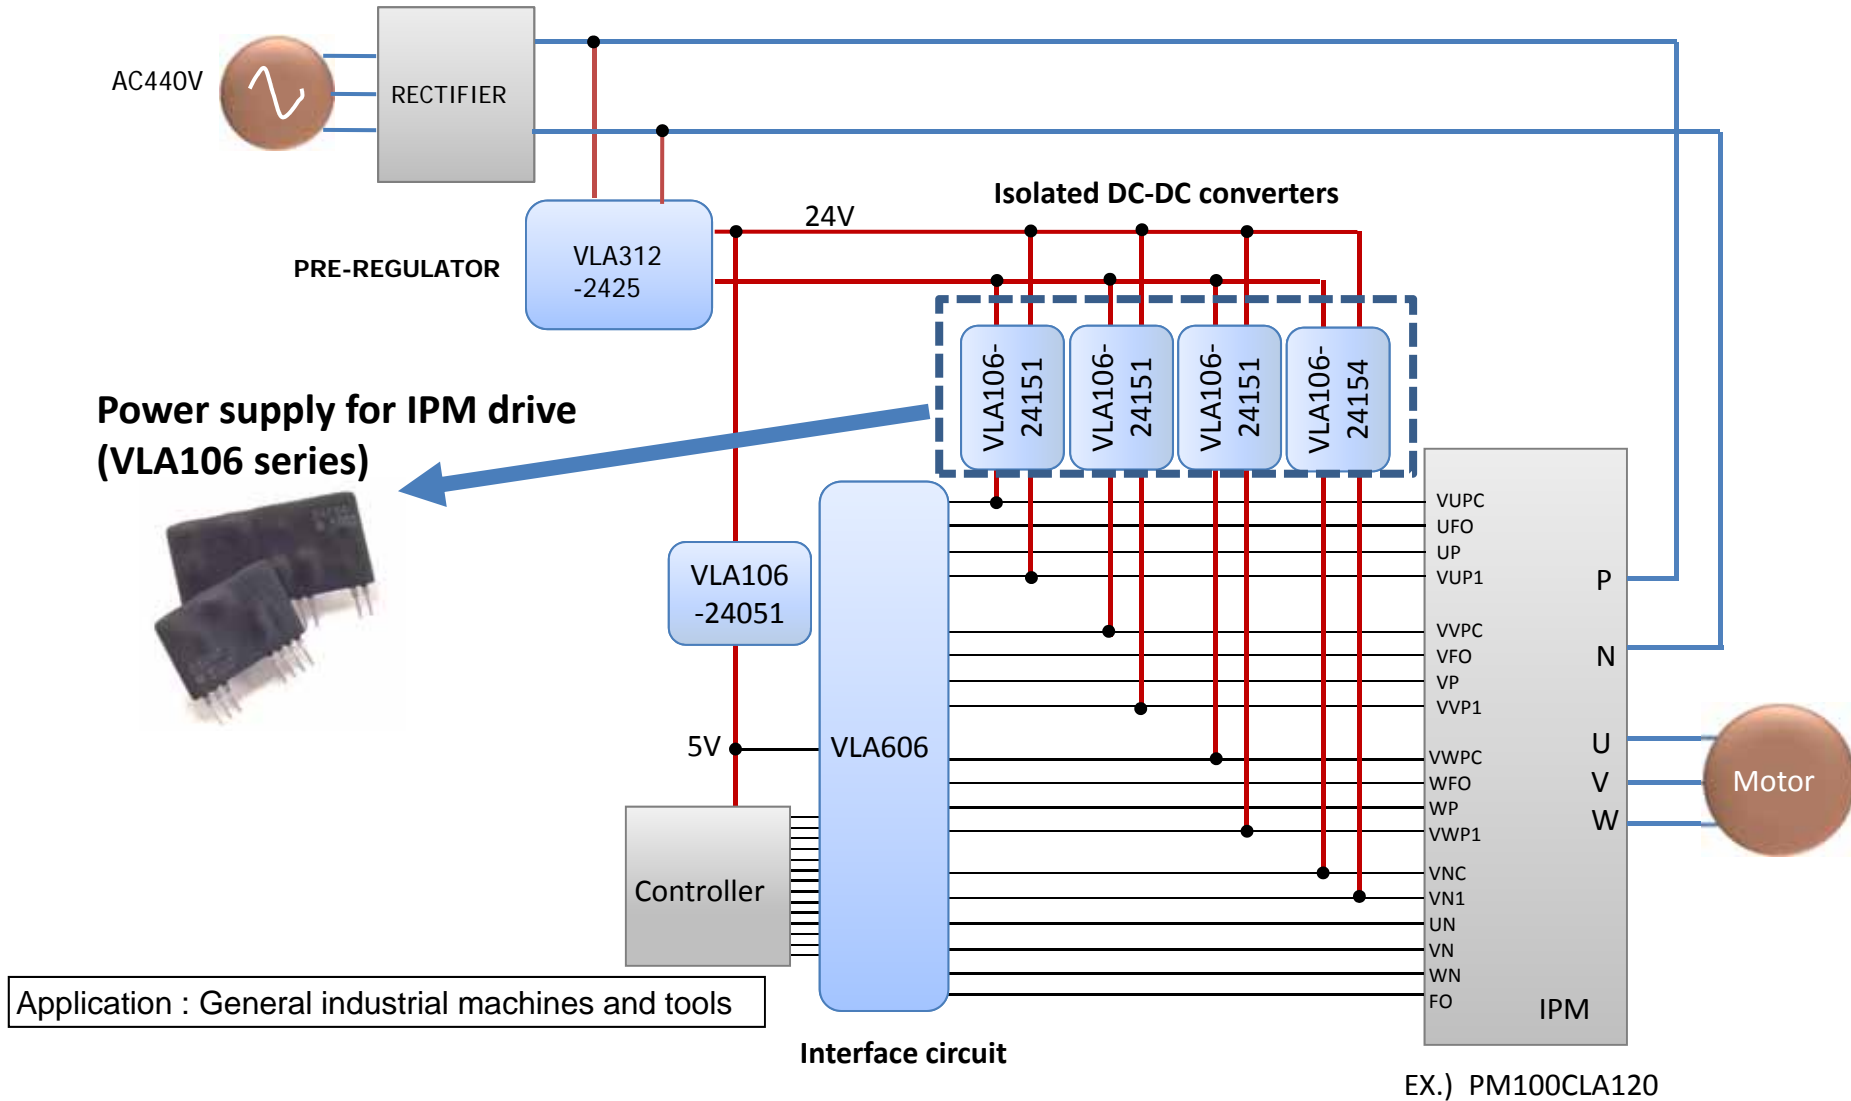 AC440V
RECTIFIER
Isolated DC-DC converters
24V
PRE-REGULATOR
VLA312
-2425
VLA106-
24151
VLA106-
24151
VLA106-
24151
VLA106-
24154
Power supply for IPM drive
(VLA106 series)
VLA106
-24051
5V
VLA606
Controller
VUPC
UFO
UP
VUP1
VVPC
VFO
VP
VVP1
VWPC
WFO
WP
VWP1
VNC
VN1
UN
VN
WN
FO
P
N
U
V
W
IPM
Motor
Application : General industrial machines and tools
Interface circuit
EX.) PM100CLA120